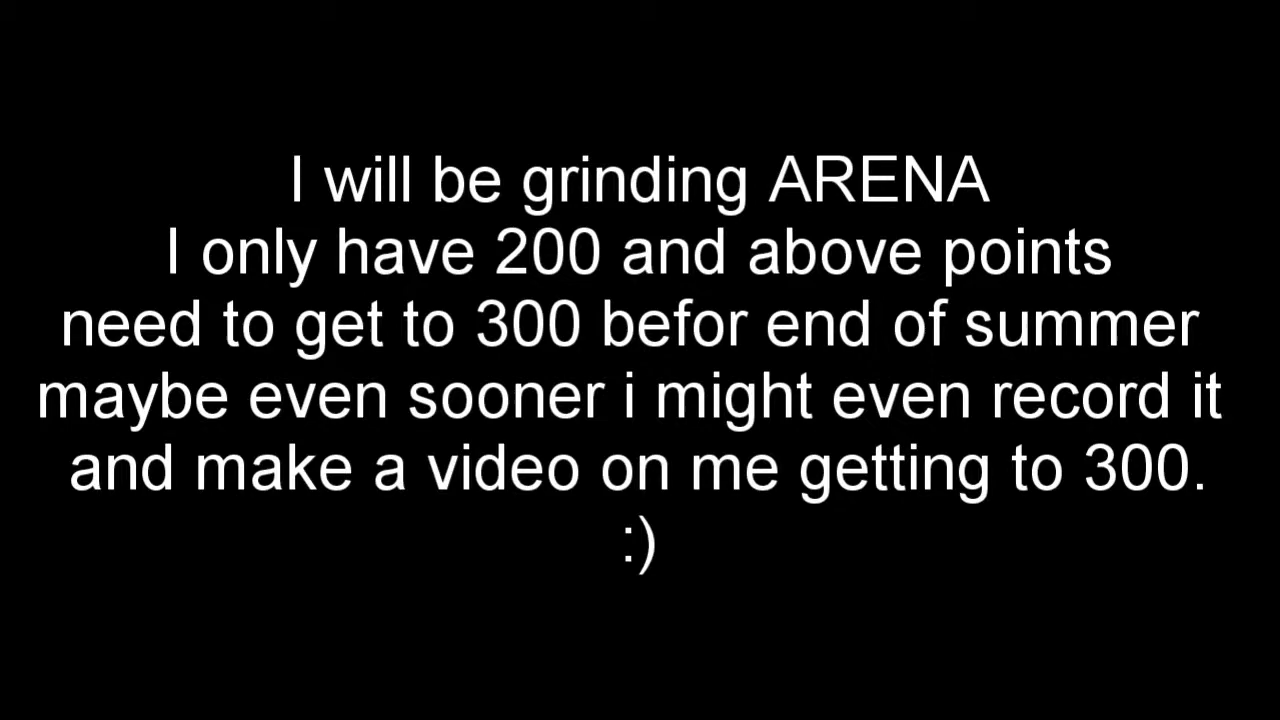 I will be grinding ARENA
I only have 200 and above points
need to get to 300 befor end of summer
maybe even sooner i might even record it
and make a video on me getting to 300.
:)